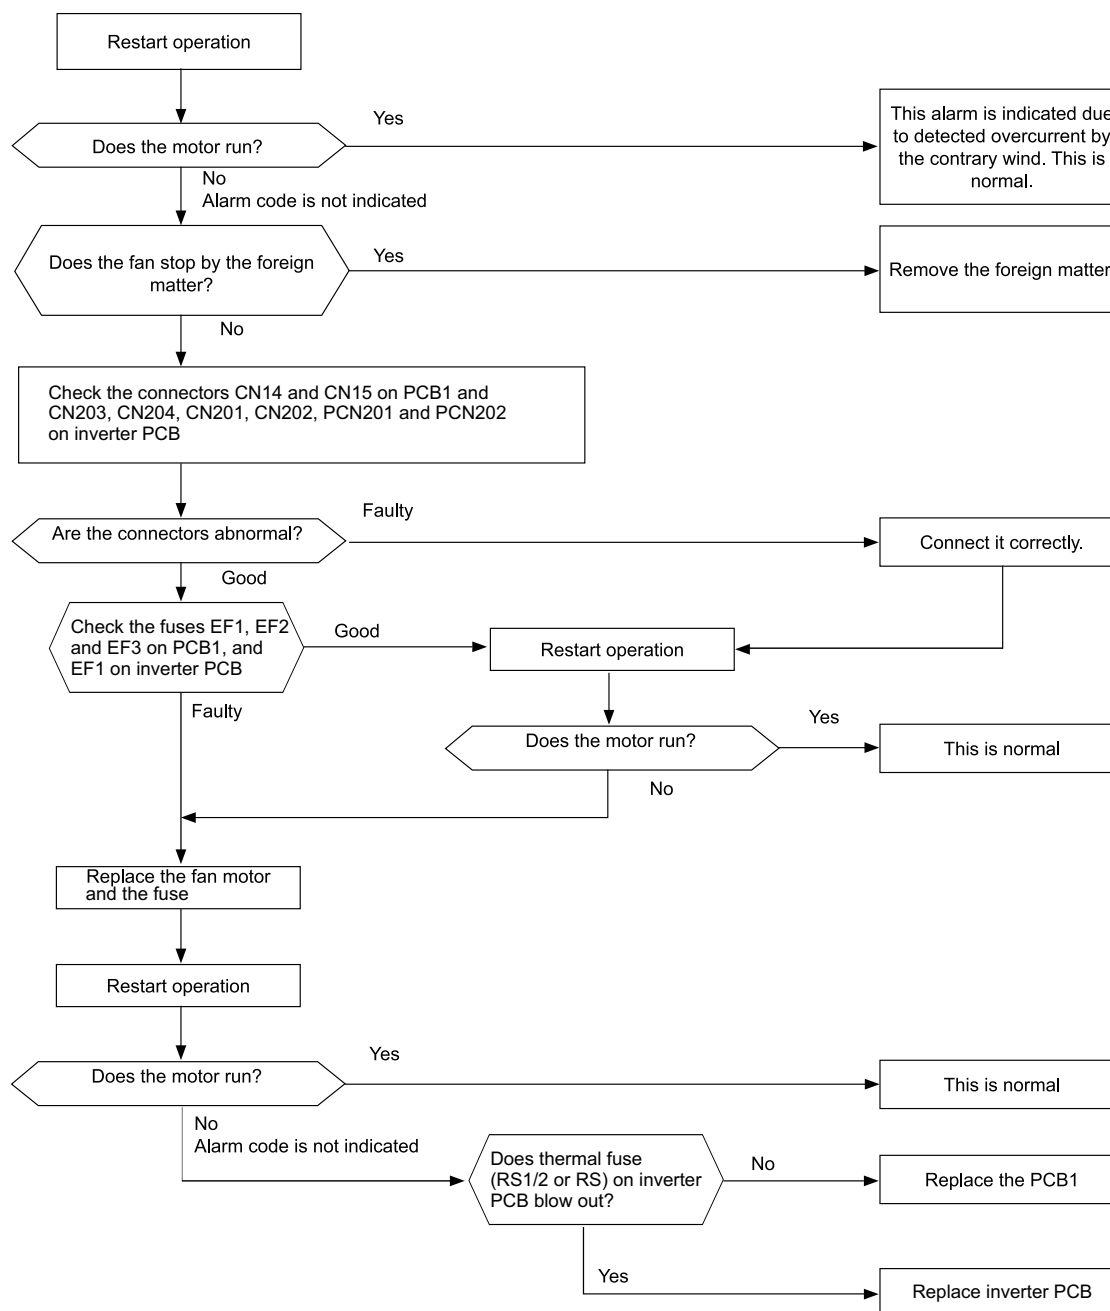 Restart operation
Yes
This alarm is indicated due
to detected overcurrent by
the contrary wind. This is
normal.
Does the motor run?
No
Alarm code is not indicated
Does the fan stop by the foreign
matter?
Yes
Remove the foreign matter
No
Check the connectors CN14 and CN15 on PCB1 and
CN203, CN204, CN201, CN202, PCN201 and PCN202
on inverter PCB
Are the connectors abnormal?
Faulty
Connect it correctly.
Good
Check the fuses EF1, EF2
and EF3 on PCB1, and
EF1 on inverter PCB
Good
Restart operation
Faulty
Does the motor run?
Yes
This is normal
No
Replace the fan motor
and the fuse
Restart operation
Does the motor run?
Yes
This is normal
No
Alarm code is not indicated
Does thermal fuse
(RS1/2 or RS) on inverter
PCB blow out?
No
Replace the PCB1
Yes
Replace inverter PCB